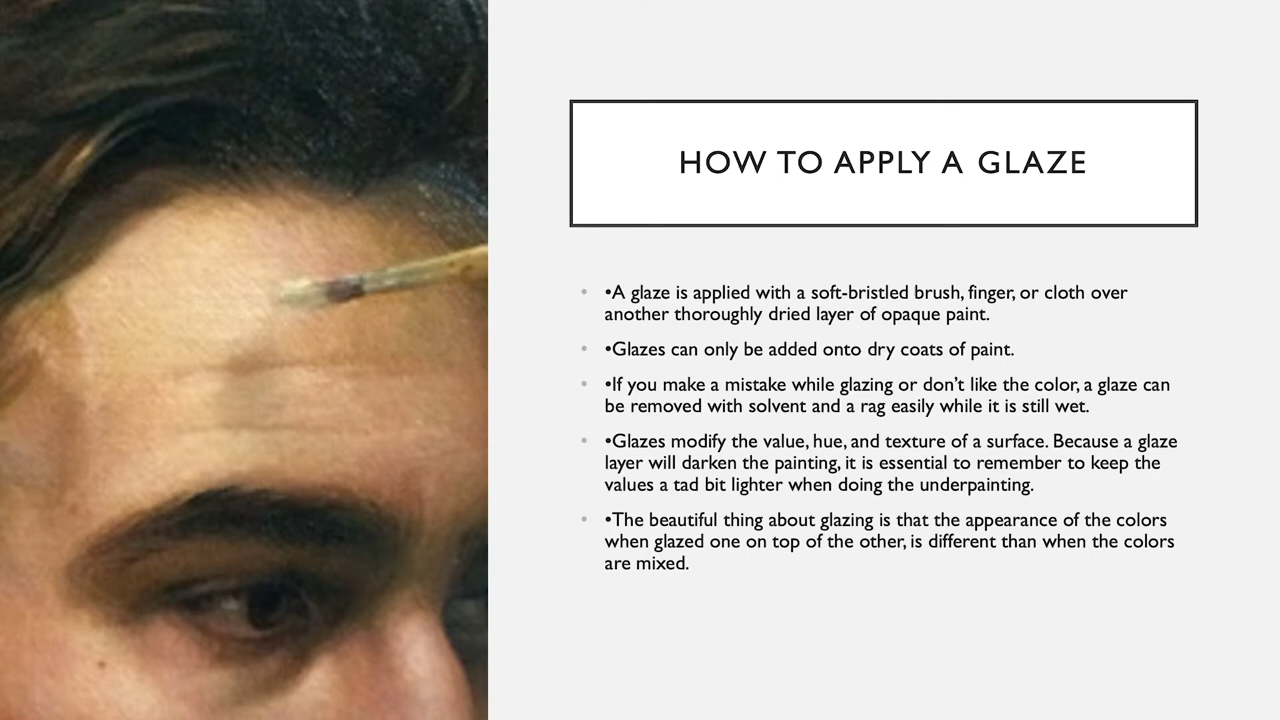 HOW TO APPLY A GLAZE
• •A glaze is applied with a soft-bristled brush, finger, or cloth over
another thoroughly dried layer of opaque paint.
• •Glazes can only be added onto dry coats of paint.
• •If you make a mistake while glazing or don’t like the color, a glaze can
be removed with solvent and a rag easily while it is still wet.
• •Glazes modify the value, hue, and texture of a surface. Because a glaze
layer will darken the painting, it is essential to remember to keep the
values a tad bit lighter when doing the underpainting.
• •The beautiful thing about glazing is that the appearance of the colors
when glazed one on top of the other, is different than when the colors
are mixed.